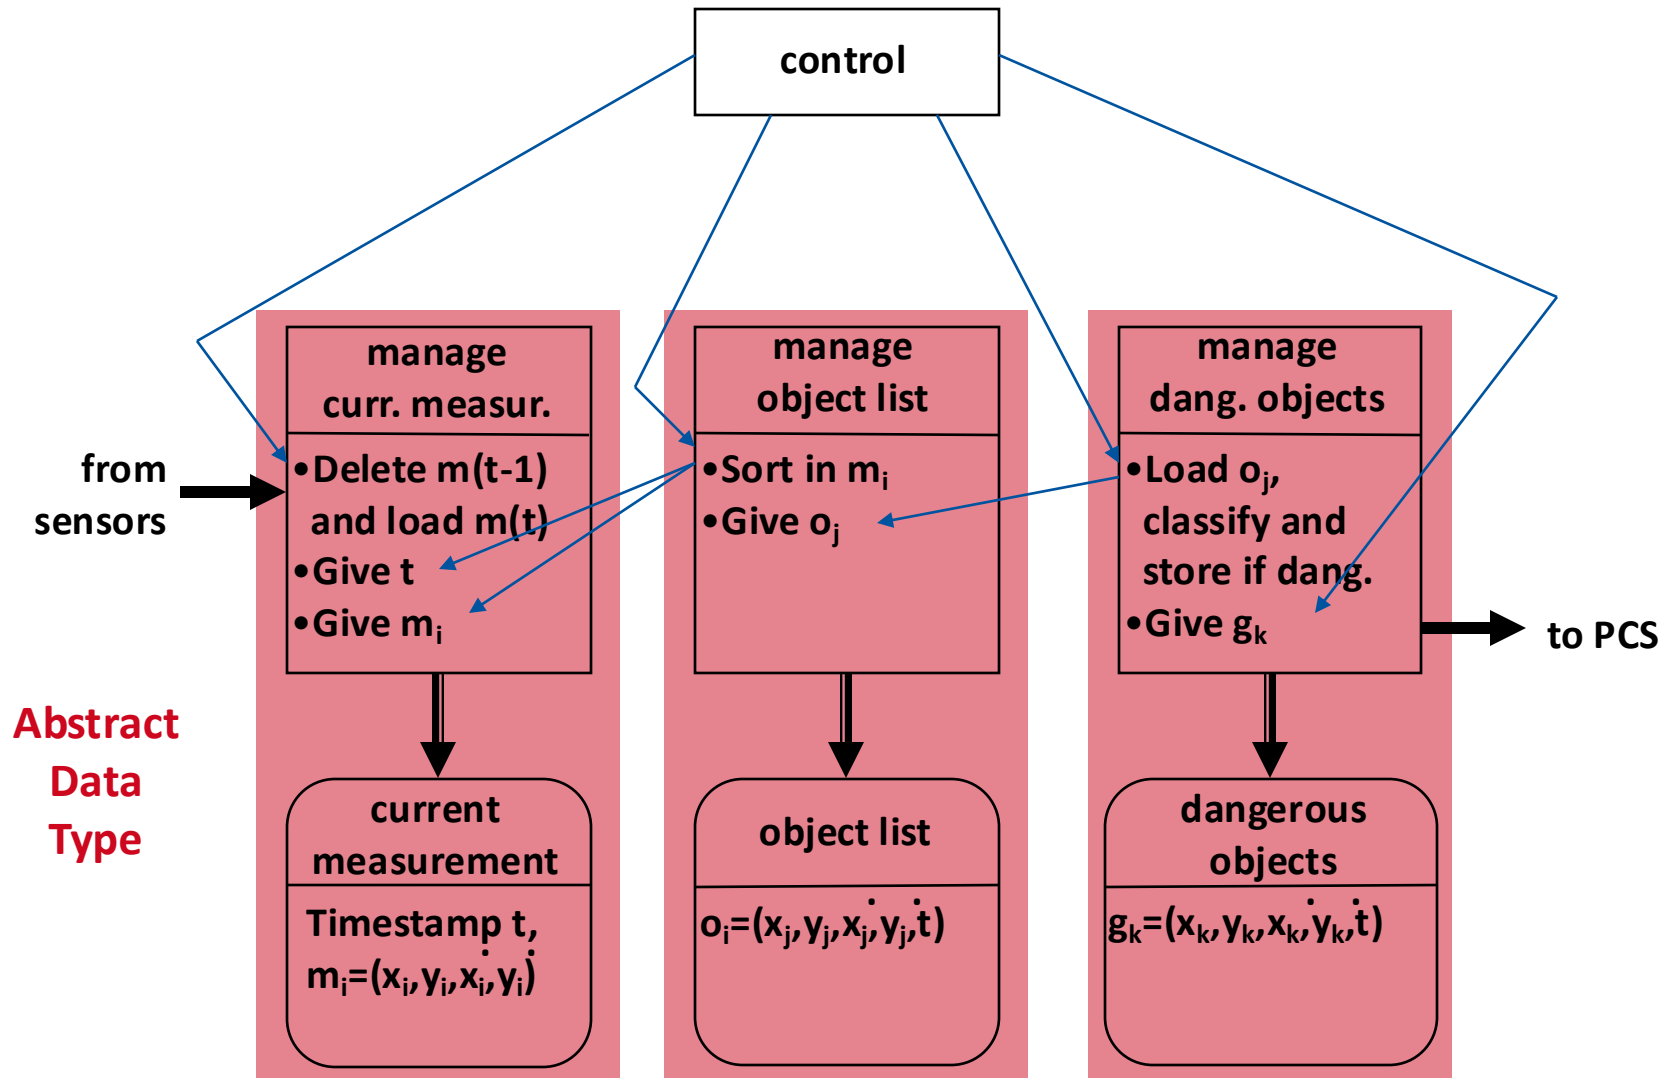 control
manage
curr. measur.
•Delete m(t-1)
and load m(t)
•Give t
•Give mᵢ
manage
object list
•Sort in mᵢ
•Give oⱼ
manage
dang. objects
•Load oⱼ,
classify and
store if dang.
•Give gₖ
from
sensors
to PCS
Abstract
Data
Type
current
measurement
Timestamp t,
mᵢ=(xᵢ,yᵢ,ẋᵢ,ẏᵢ)
object list
oᵢ=(xⱼ,yⱼ,ẋⱼ,ẏⱼ,t)
dangerous
objects
gₖ=(xₖ,yₖ,ẋₖ,ẏₖ,t)